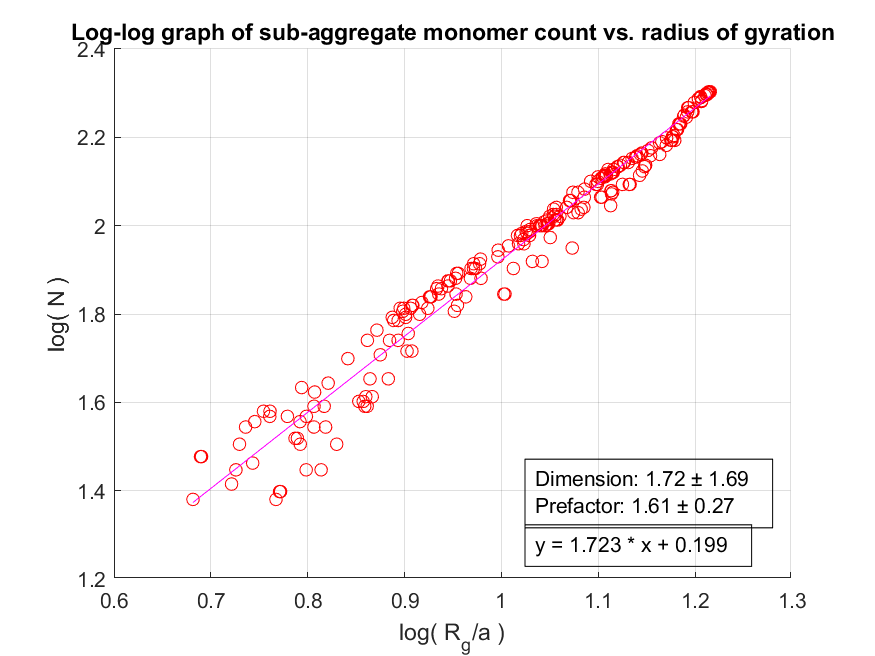 Log-log graph of sub-aggregate monomer count vs. radius of gyration
2.4
2.2
2
1.8
1.6
1.4
1.2
log( N )
Dimension: 1.72 ± 1.69
Prefactor: 1.61 ± 0.27
y = 1.723 * x + 0.199
0.6 0.7 0.8 0.9 1 1.1 1.2 1.3
log( R_g/a )